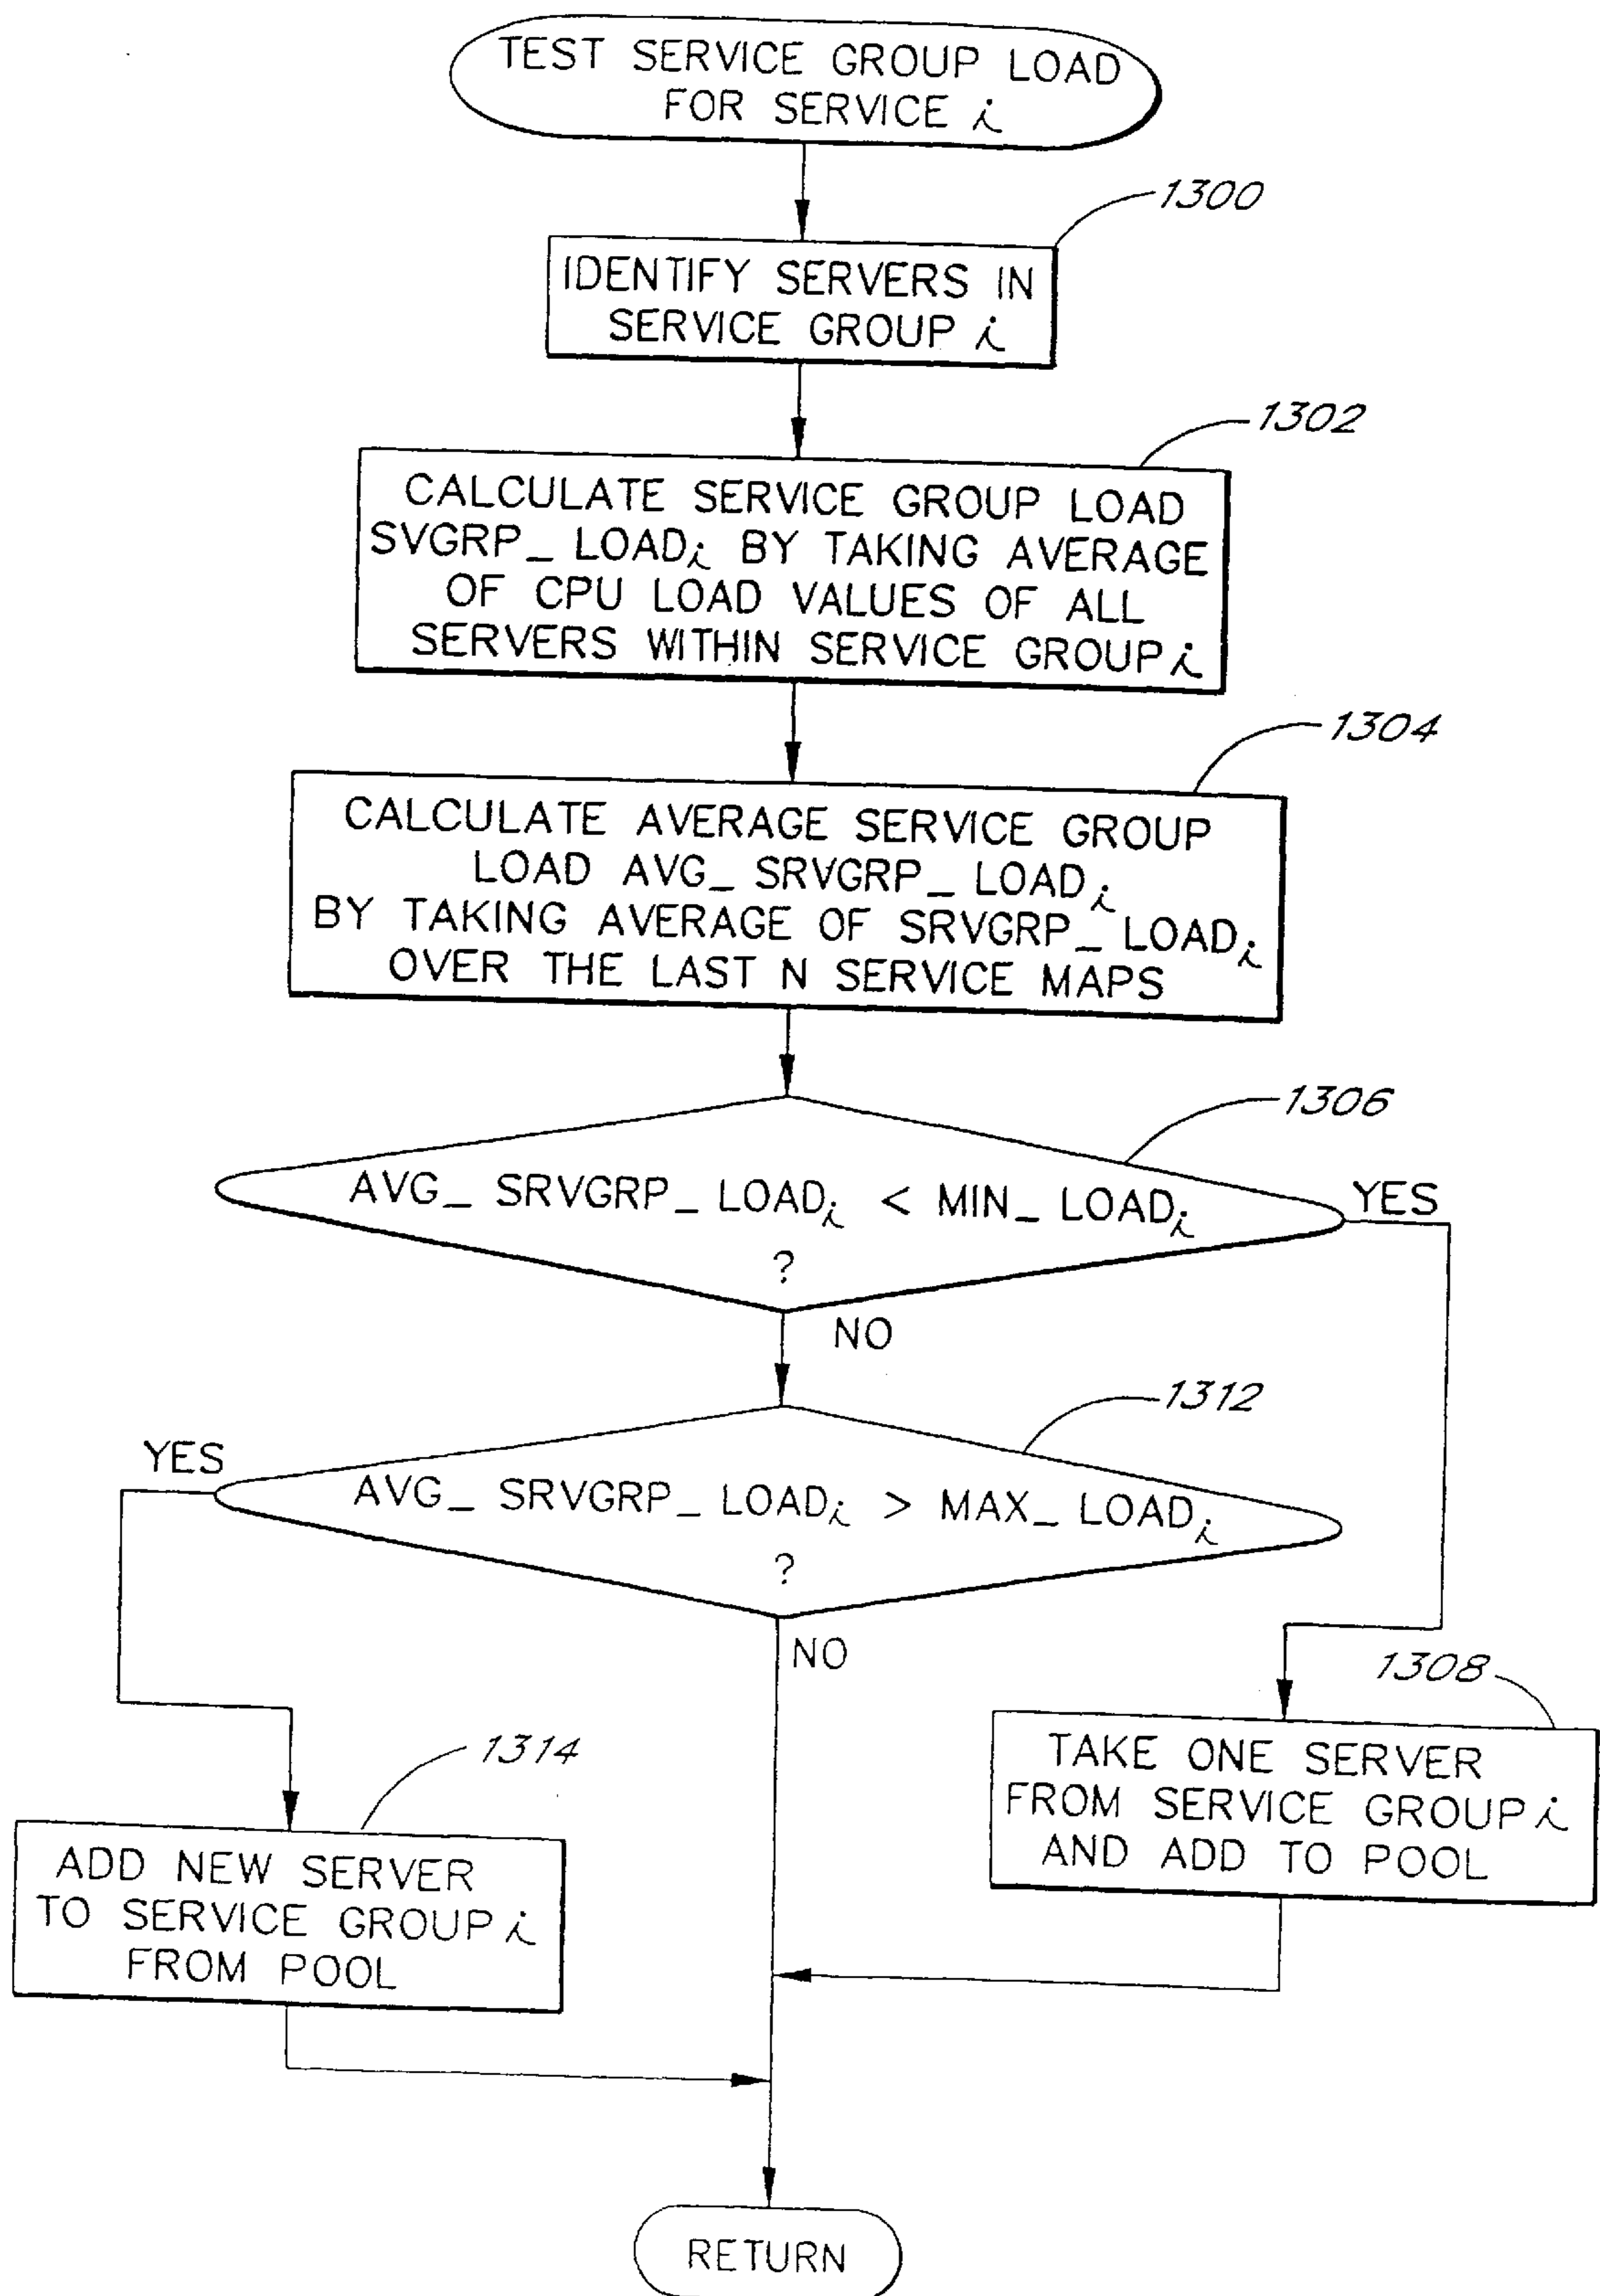 TEST SERVICE GROUP LOAD
FOR SERVICE i
1300
IDENTIFY SERVERS IN
SERVICE GROUP i
1302
CALCULATE SERVICE GROUP LOAD
SVGRP_ LOADi BY TAKING AVERAGE
OF CPU LOAD VALUES OF ALL
SERVERS WITHIN SERVICE GROUP i
1304
CALCULATE AVERAGE SERVICE GROUP
LOAD AVG_ SRVGRP_ LOADi
BY TAKING AVERAGE OF SRVGRP_ LOADi
OVER THE LAST N SERVICE MAPS
1306
AVG_ SRVGRP_ LOADi < MIN_ LOADi
?
YES
NO
1312
YES
AVG_ SRVGRP_ LOADi > MAX_ LOADi
?
NO
1308
TAKE ONE SERVER
FROM SERVICE GROUP i
AND ADD TO POOL
1314
ADD NEW SERVER
TO SERVICE GROUP i
FROM POOL
RETURN